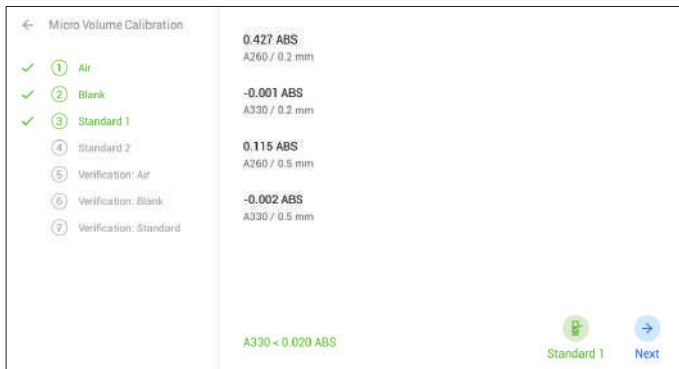 Micro Volume Calibration
1 Air
2 Blank
3 Standard 1
4 Standard 2
5 Verification: Air
6 Verification: Blank
7 Verification: Standard
0.427 ABS
A260 / 0.2 mm
-0.001 ABS
A330 / 0.2 mm
0.115 ABS
A260 / 0.5 mm
-0.002 ABS
A330 / 0.5 mm
A330 < 0.020 ABS
Standard 1
Next